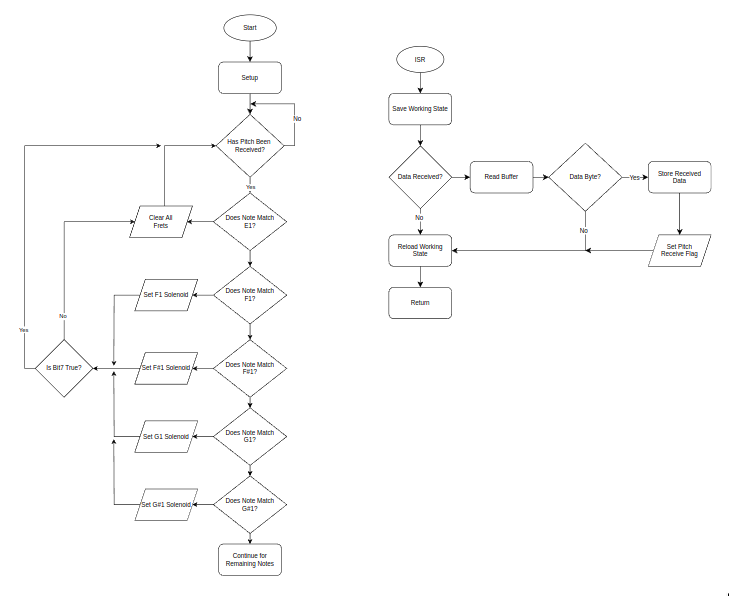 Start
Setup
No
Has Pitch Been
Received?
Yes
Clear All
Frets
Does Note Match
E1?
Set F1 Solenoid
Does Note Match
F1?
No
Yes
Is Bit7 True?
Set F#1 Solenoid
Does Note Match
F#1?
Set G1 Solenoid
Does Note Match
G1?
Set G#1 Solenoid
Does Note Match
G#1?
Continue for
Remaining Notes
ISR
Save Working State
Data Received?
Read Buffer
Data Byte?
Yes
Store Received
Data
No
No
Reload Working
State
Set Pitch
Receive Flag
Return